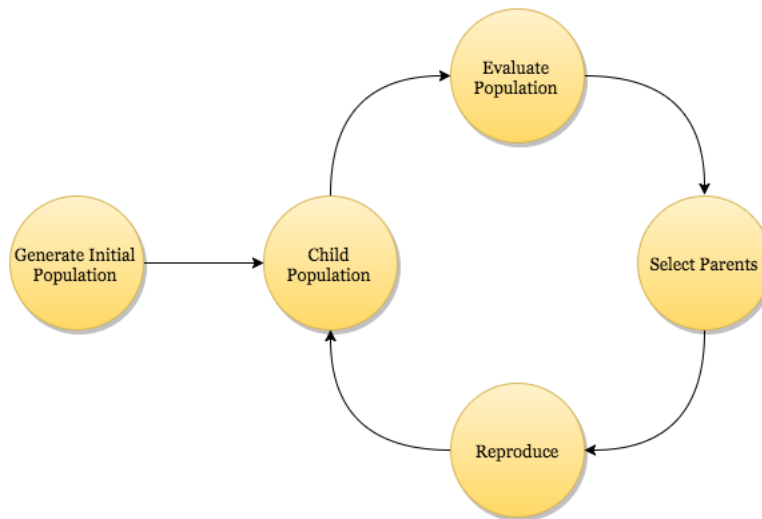 Evaluate
Population
Generate Initial
Population
Child
Population
Select Parents
Reproduce